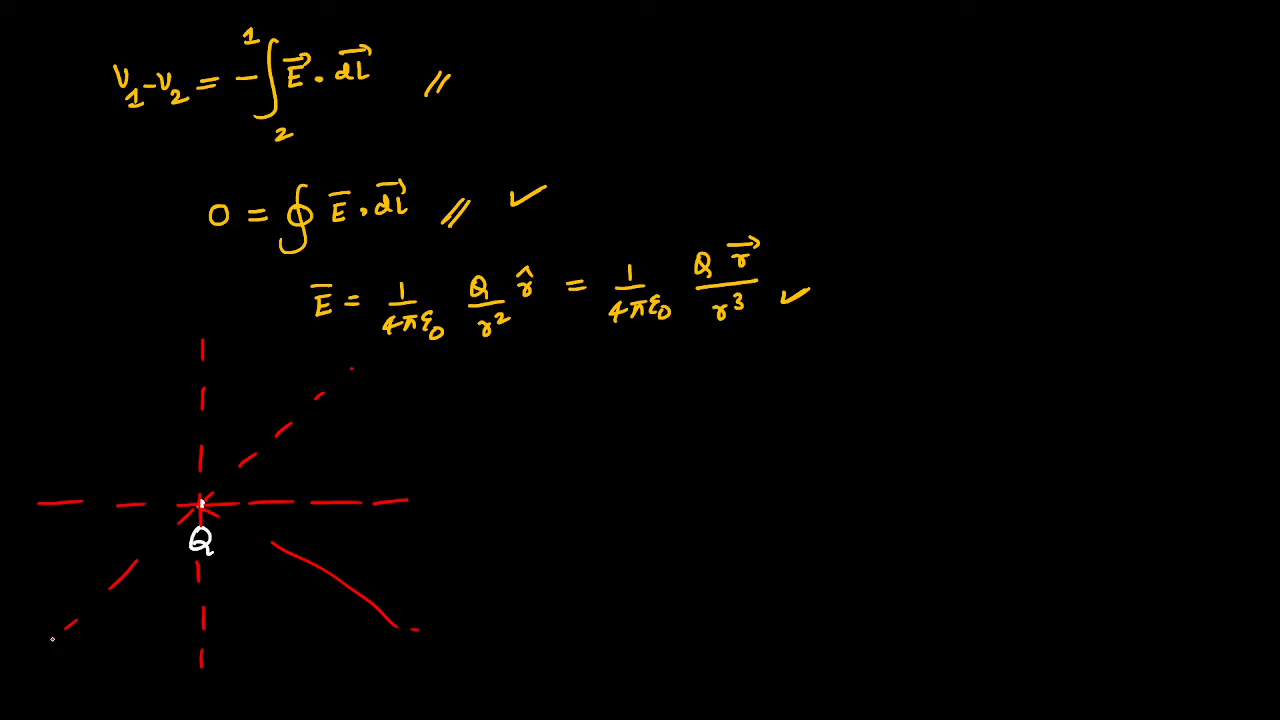 V₁-V₂ = -∫₂¹ E⃗ . dL⃗ //
0 = ∮ E̅ . dL⃗ // ✓
E̅ = 1/4πε₀ Q/r² r̂ = 1/4πε₀ Q r⃗/r³ ✓
Q